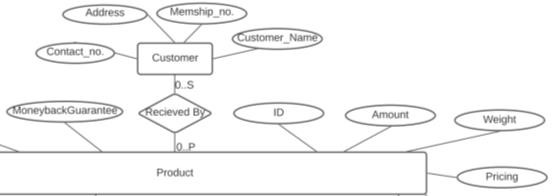 Address
Memship_no.
Customer_Name
Contact_no.
Customer
0..S
MoneybackGuarantee
Recieved By
ID
Amount
Weight
0..P
Product
Pricing